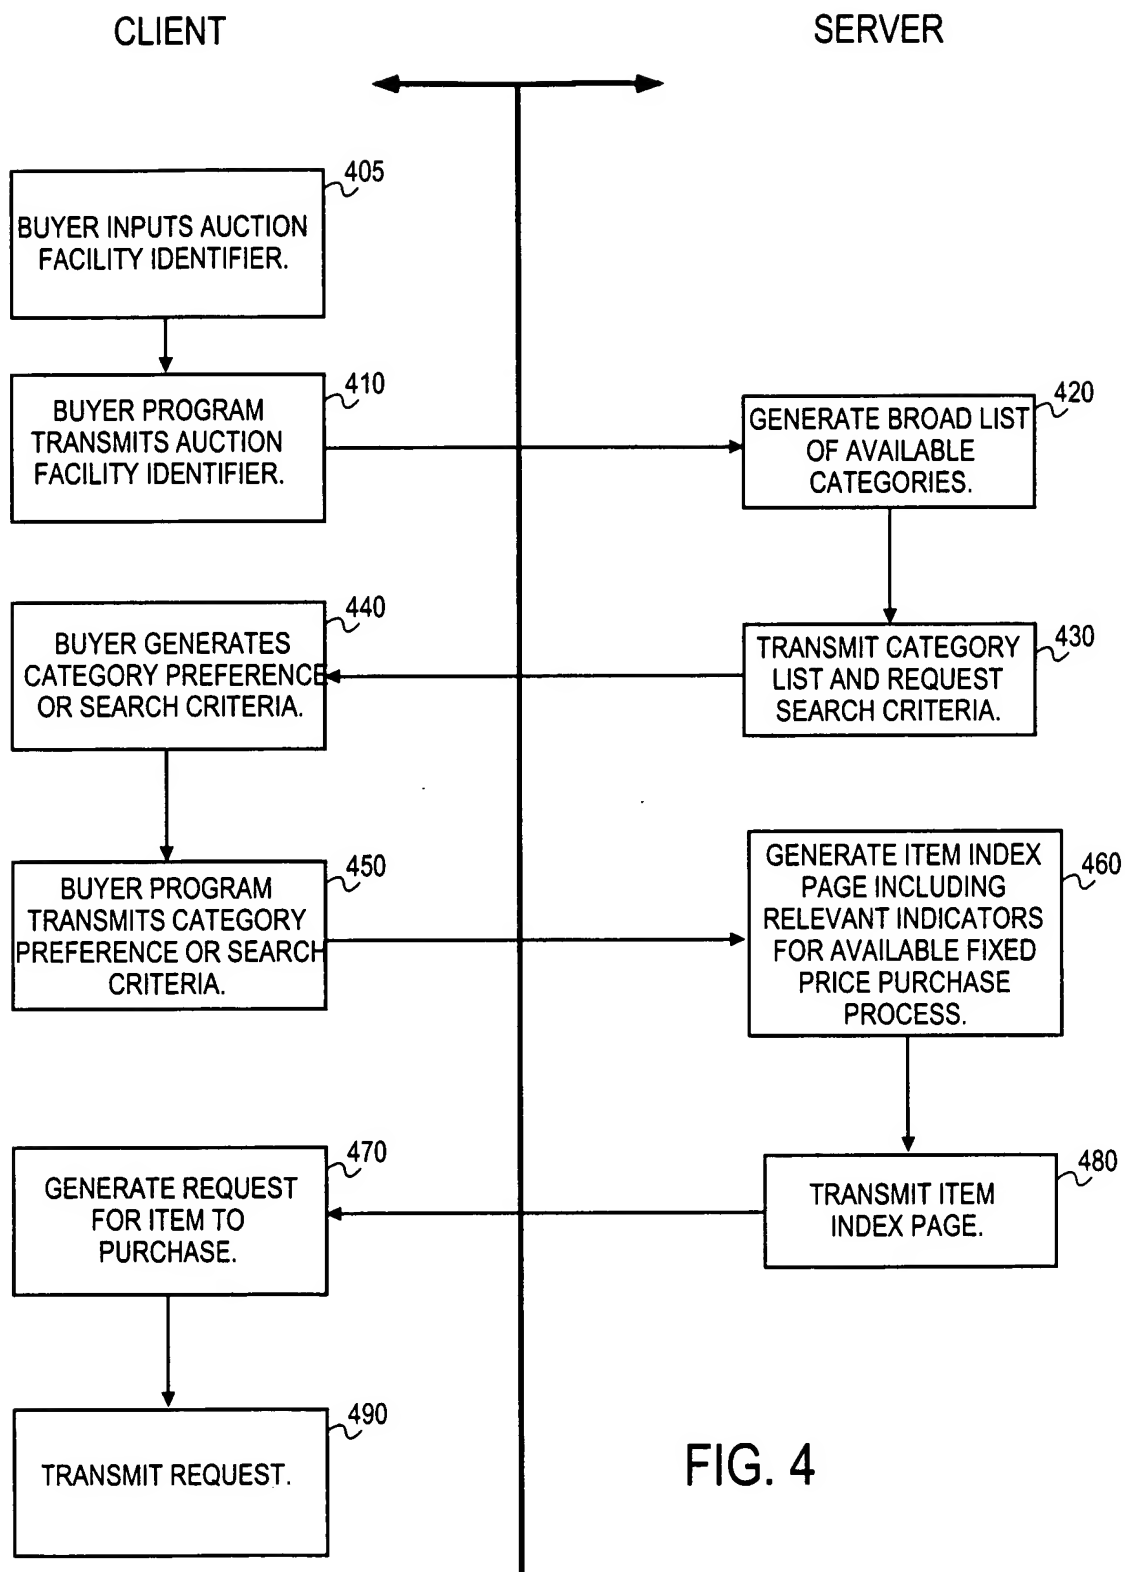 CLIENT
SERVER
405
BUYER INPUTS AUCTION
FACILITY IDENTIFIER.
410
BUYER PROGRAM
TRANSMITS AUCTION
FACILITY IDENTIFIER.
420
GENERATE BROAD LIST
OF AVAILABLE
CATEGORIES.
430
TRANSMIT CATEGORY
LIST AND REQUEST
SEARCH CRITERIA.
440
BUYER GENERATES
CATEGORY PREFERENCE
OR SEARCH CRITERIA.
450
BUYER PROGRAM
TRANSMITS CATEGORY
PREFERENCE OR SEARCH
CRITERIA.
460
GENERATE ITEM INDEX
PAGE INCLUDING
RELEVANT INDICATORS
FOR AVAILABLE FIXED
PRICE PURCHASE
PROCESS.
480
TRANSMIT ITEM
INDEX PAGE.
470
GENERATE REQUEST
FOR ITEM TO
PURCHASE.
490
TRANSMIT REQUEST.
FIG. 4